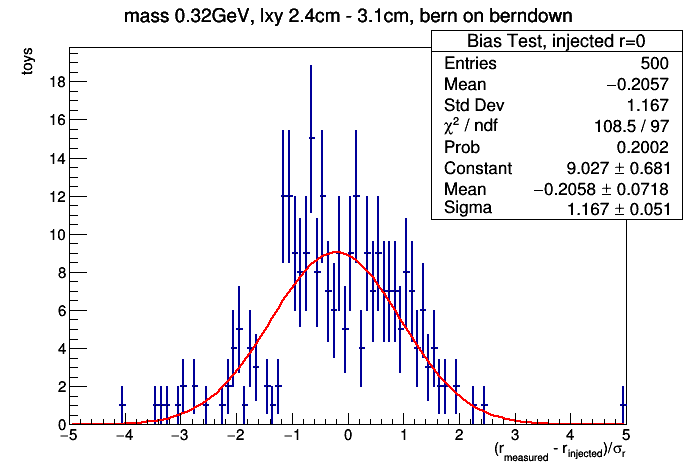 mass 0.32GeV, lxy 2.4cm - 3.1cm, bern on berndown
toys
Bias Test, injected r=0
Entries 500
Mean −0.2057
Std Dev 1.167
χ² / ndf 108.5 / 97
Prob 0.2002
Constant 9.027 ± 0.681
Mean −0.2058 ± 0.0718
Sigma 1.167 ± 0.051
18
16
14
12
10
8
6
4
2
0
−5 −4 −3 −2 −1 0 1 2 3 4 5
(r_measured - r_injected)/σ_r